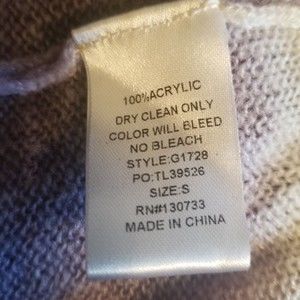 100%ACRYLIC
DRY CLEAN ONLY
COLOR WILL BLEED
NO BLEACH
STYLE:G1728
PO:TL39526
SIZE:S
RN#130733
MADE IN CHINA